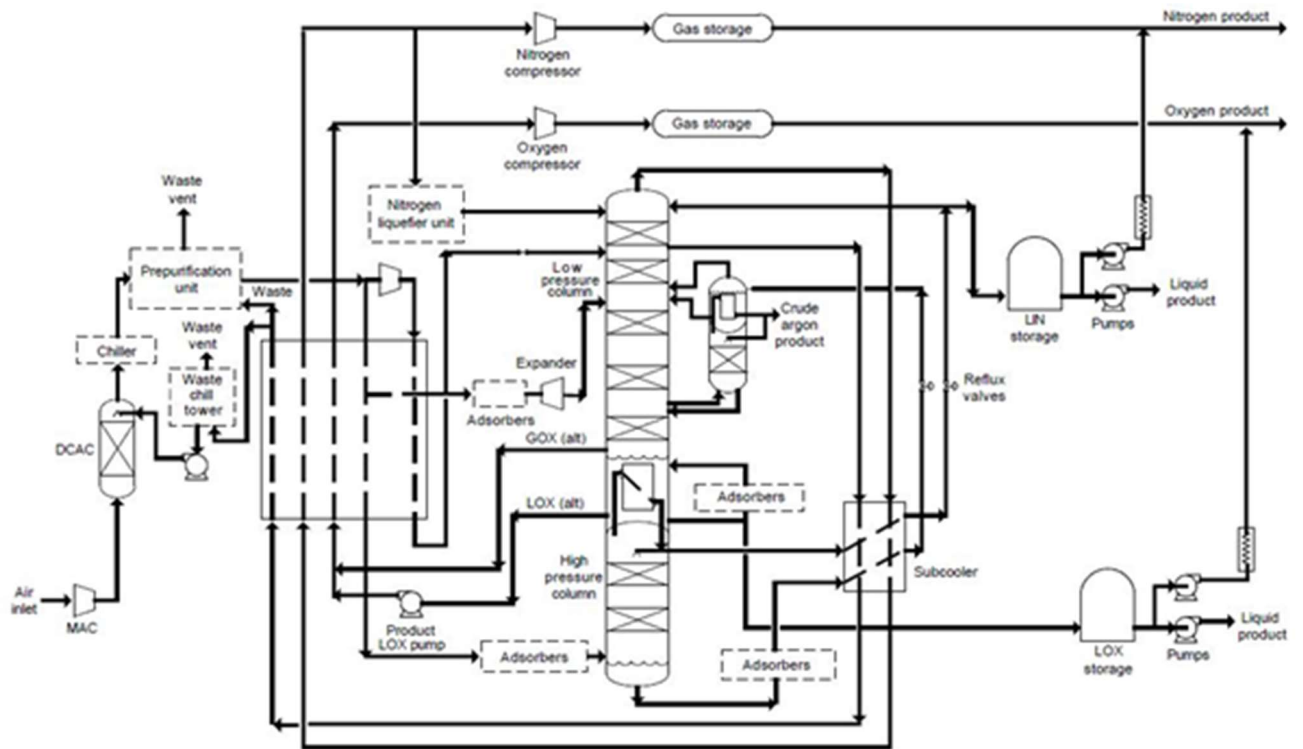 Nitrogen product
Gas storage
Nitrogen
compressor
Oxygen product
Gas storage
Oxygen
compressor
Waste
vent
Nitrogen
liquefier unit
Prepurification
unit
Low
pressure
column
Waste
Liquid
product
LIN
storage
Pumps
Crude
argon
product
Waste
vent
Chiller
Expander
Waste
chill
tower
Reflux
valves
Adsorbers
DCAC
GOX (alt)
Adsorbers
LOX (alt)
High
pressure
column
Subcooler
Air
inlet
MAC
Product
LOX pump
Liquid
product
LOX
storage
Pumps
Adsorbers
Adsorbers